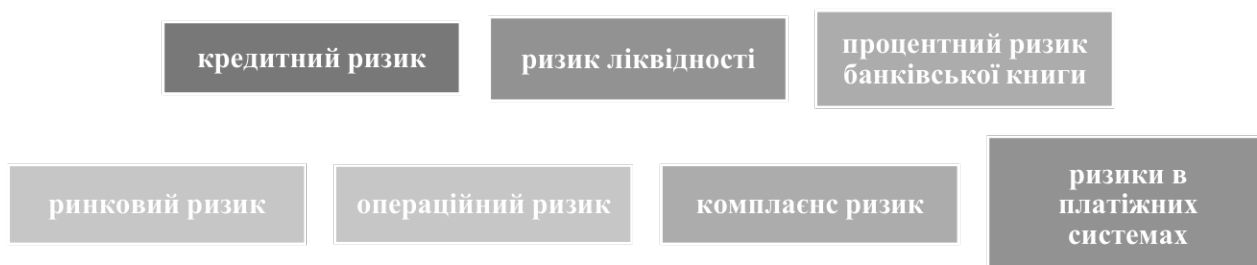 кредитний ризик
ризик ліквідності
процентний ризик
банківської книги
ринковий ризик
операційний ризик
комплаєнс ризик
ризики в
платіжних
системах